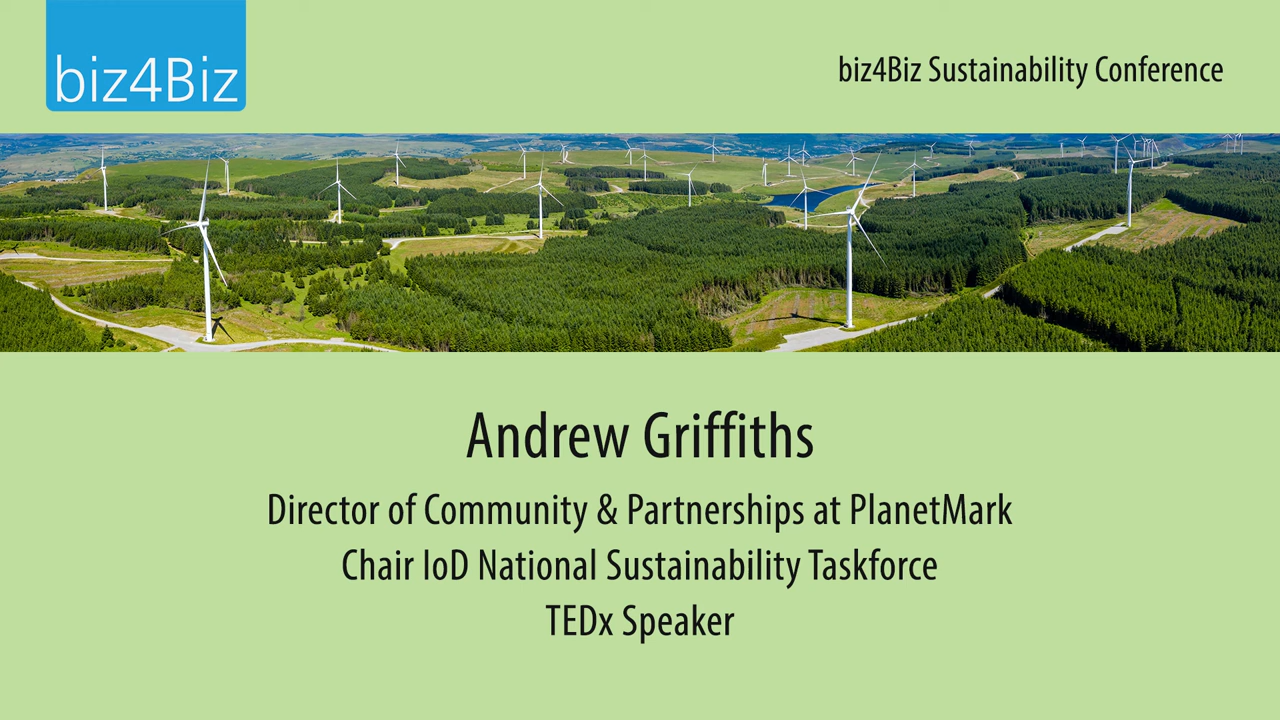 biz4Biz
biz4Biz Sustainability Conference
Andrew Griffiths
Director of Community & Partnerships at PlanetMark
Chair IoD National Sustainability Taskforce
TEDx Speaker